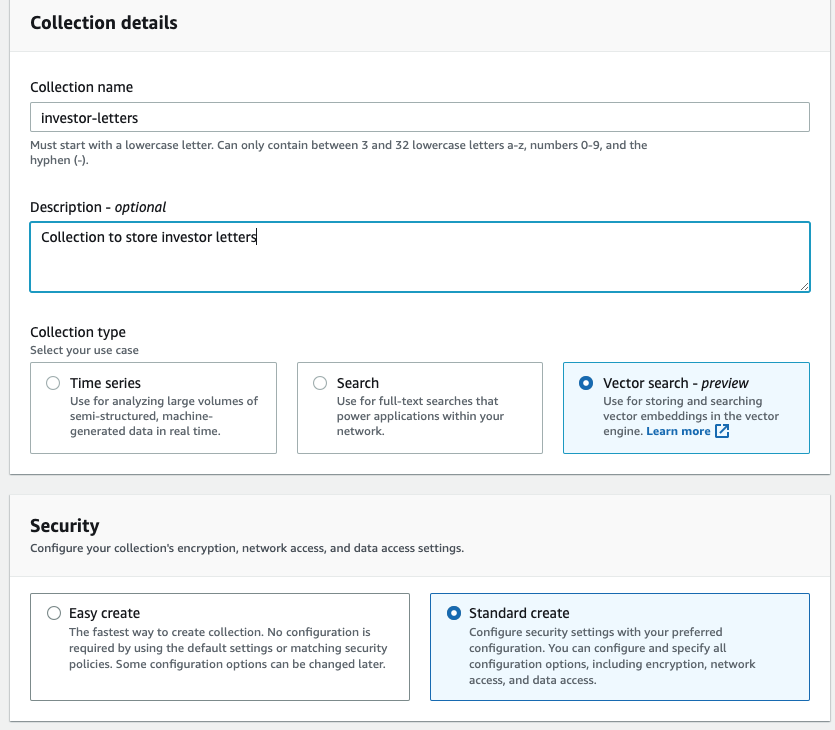 Collection details
Collection name
investor-letters
Must start with a lowercase letter. Can only contain between 3 and 32 lowercase letters a-z, numbers 0-9, and the
hyphen (-).
Description - optional
Collection to store investor letters
Collection type
Select your use case
Time series
Use for analyzing large volumes of
semi-structured, machine-
generated data in real time.
Search
Use for full-text searches that
power applications within your
network.
Vector search - preview
Use for storing and searching
vector embeddings in the vector
engine. Learn more
Security
Configure your collection's encryption, network access, and data access settings.
Easy create
The fastest way to create collection. No configuration is
required by using the default settings or matching security
policies. Some configuration options can be changed later.
Standard create
Configure security settings with your preferred
configuration. You can configure and specify all
configuration options, including encryption, network
access, and data access.